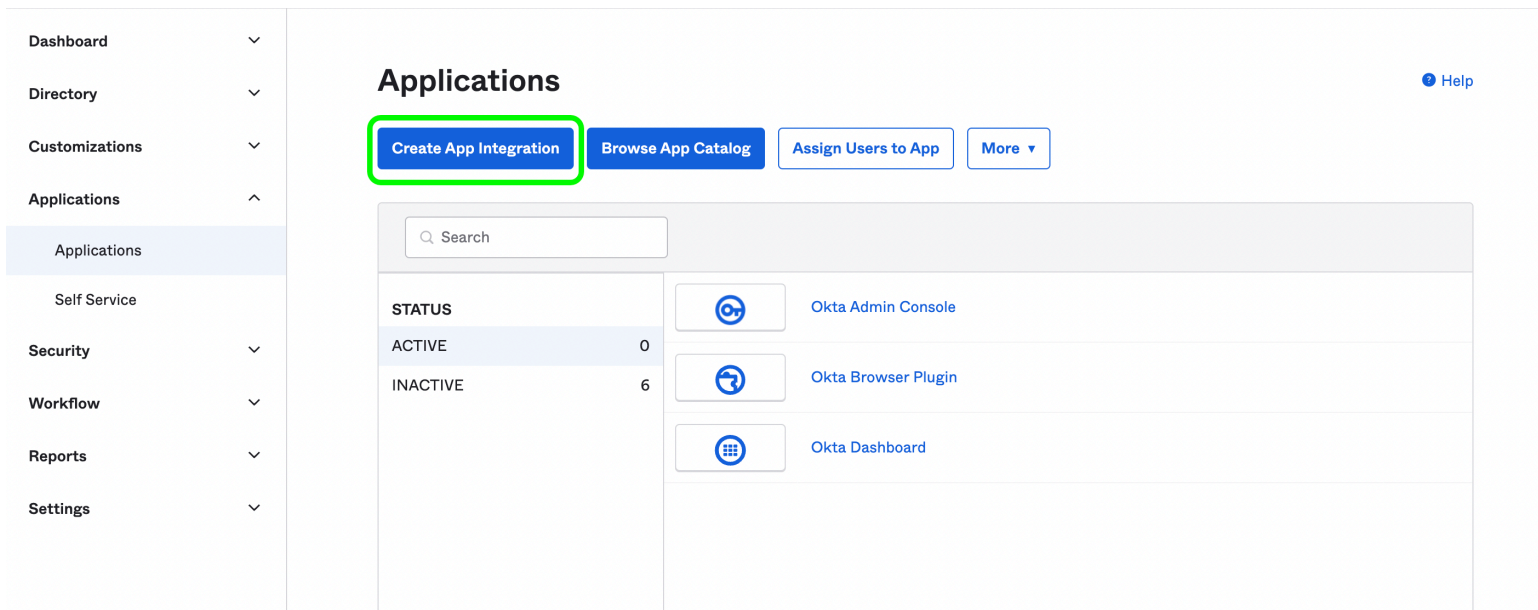 Dashboard
Directory
Customizations
Applications
Applications
Self Service
Security
Workflow
Reports
Settings
Applications
? Help
Create App Integration
Browse App Catalog
Assign Users to App
More ▼
Search
STATUS
ACTIVE 0
INACTIVE 6
Okta Admin Console
Okta Browser Plugin
Okta Dashboard